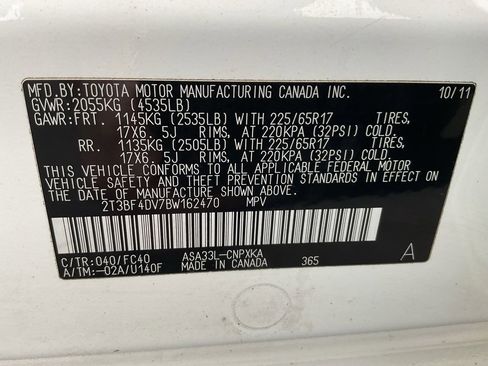 MFD.BY:TOYOTA MOTOR MANUFACTURING CANADA INC. 10/11
GVWR:2055KG (4535LB)
GAWR:FRT. 1145KG (2535LB) WITH 225/65R17 TIRES,
17X6.5J RIMS, AT 220KPA (32PSI) COLD.
RR. 1135KG (2505LB) WITH 225/65R17 TIRES,
17X6.5J RIMS, AT 220KPA (32PSI) COLD.
THIS VEHICLE CONFORMS TO ALL APPLICABLE FEDERAL MOTOR
VEHICLE SAFETY AND THEFT PREVENTION STANDARDS IN EFFECT
ON THE DATE OF MANUFACTURE SHOWN ABOVE.
2T3BF4DV7BW162470 MPV
C/TR:040/FC40 ASA33L-CNPXKA
A/TM:-02A/U140F MADE IN CANADA 365 A